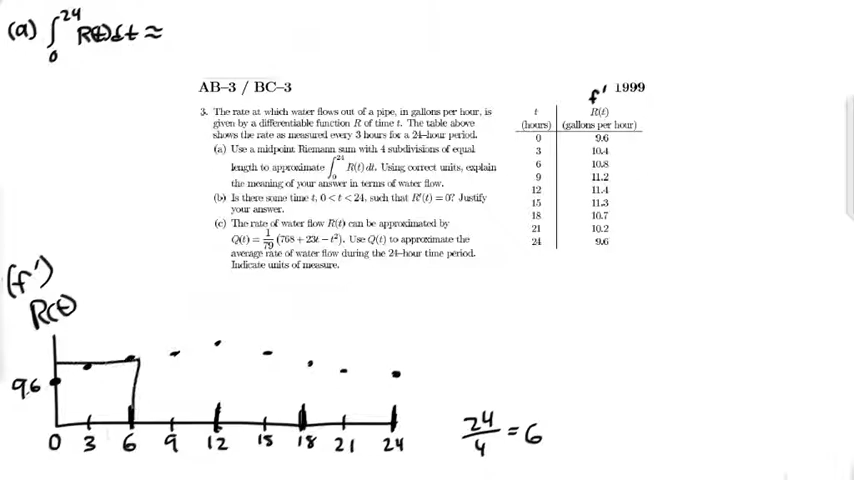 (a) ∫₀²⁴ R(t)dt ≈
AB–3 / BC–3
f' 1999
3. The rate at which water flows out of a pipe, in gallons per hour, is
given by a differentiable function R of time t. The table above
shows the rate as measured every 3 hours for a 24–hour period.
(a) Use a midpoint Riemann sum with 4 subdivisions of equal
length to approximate ∫₀²⁴ R(t) dt. Using correct units, explain
the meaning of your answer in terms of water flow.
(b) Is there some time t, 0 < t < 24, such that R'(t) = 0? Justify
your answer.
(c) The rate of water flow R(t) can be approximated by
Q(t) = 1/79 (768 + 23t − t²). Use Q(t) to approximate the
average rate of water flow during the 24–hour time period.
Indicate units of measure.
t R(t)
(hours) (gallons per hour)
0 9.6
3 10.4
6 10.8
9 11.2
12 11.4
15 11.3
18 10.7
21 10.2
24 9.6
(f')
R(t)
9.6
0 3 6 9 12 15 18 21 24
24/4 = 6